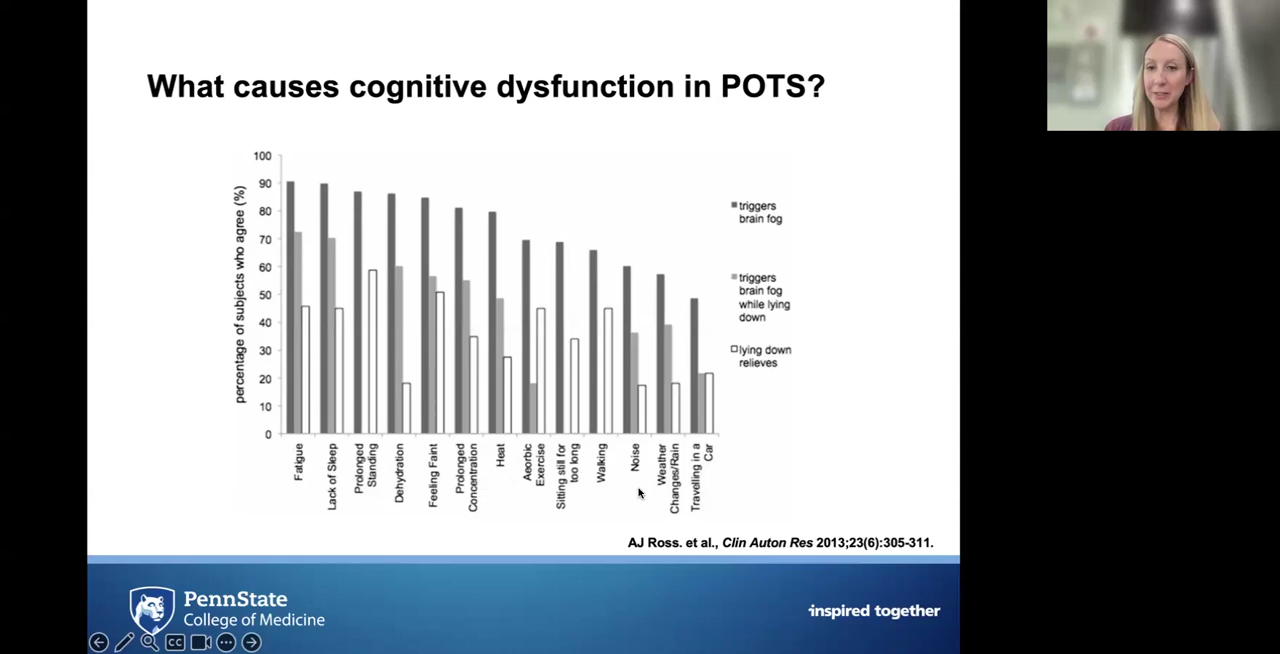 What causes cognitive dysfunction in POTS?
percentage of subjects who agree (%)
100
90
80
70
60
50
40
30
20
10
0
Fatigue
Lack of Sleep
Prolonged
Standing
Dehydration
Feeling Faint
Prolonged
Concentration
Heat
Aeorbic
Exercise
Sitting still for
too long
Walking
Noise
Weather
Changes/Rain
Travelling in a
Car
triggers
brain fog
triggers
brain fog
while lying
down
lying down
relieves
AJ Ross. et al., Clin Auton Res 2013;23(6):305-311.
PennState
College of Medicine
inspired together
CC